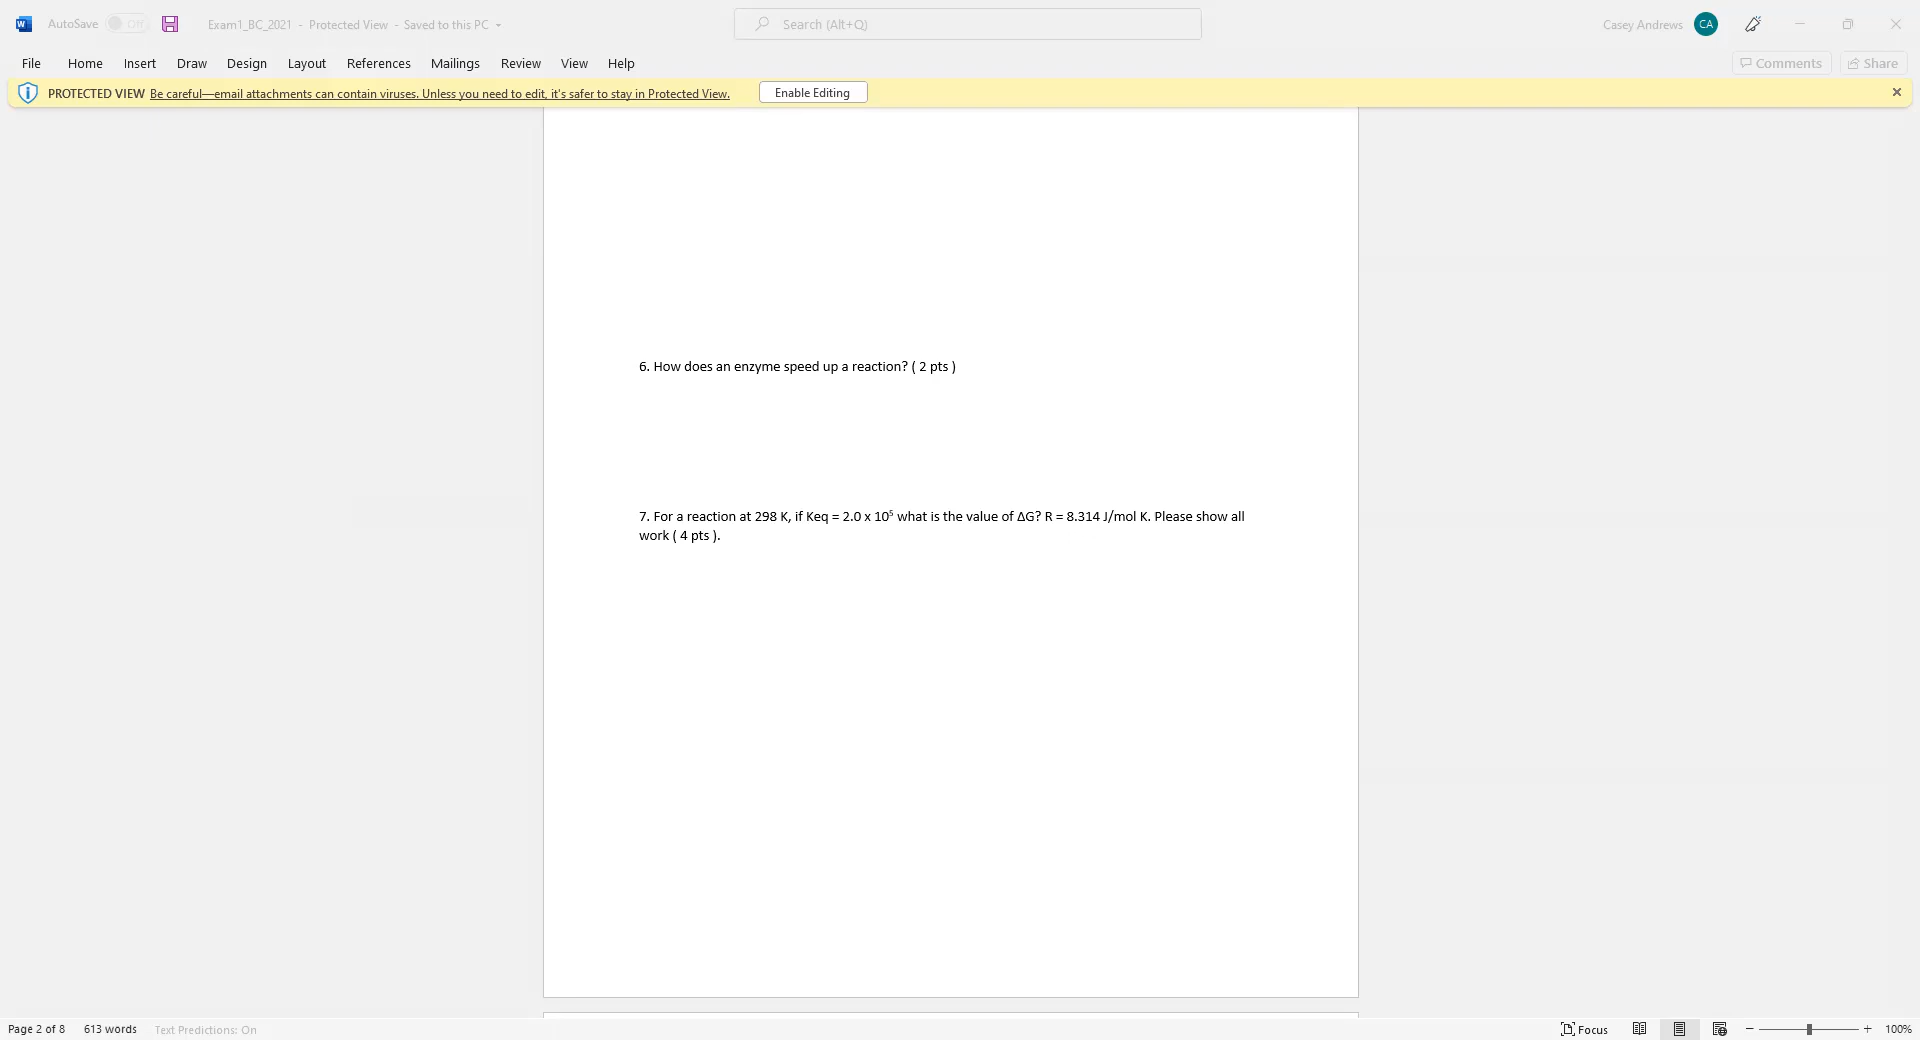 AutoSave Off Exam1_BC_2021 - Protected View - Saved to this PC Search (Alt+Q) Casey Andrews CA
File Home Insert Draw Design Layout References Mailings Review View Help Comments Share
PROTECTED VIEW Be careful—email attachments can contain viruses. Unless you need to edit, it's safer to stay in Protected View. Enable Editing
6. How does an enzyme speed up a reaction? ( 2 pts )
7. For a reaction at 298 K, if Keq = 2.0 x 10⁵ what is the value of ΔG? R = 8.314 J/mol K. Please show all
work ( 4 pts ).
Page 2 of 8 613 words Text Predictions: On Focus 100%